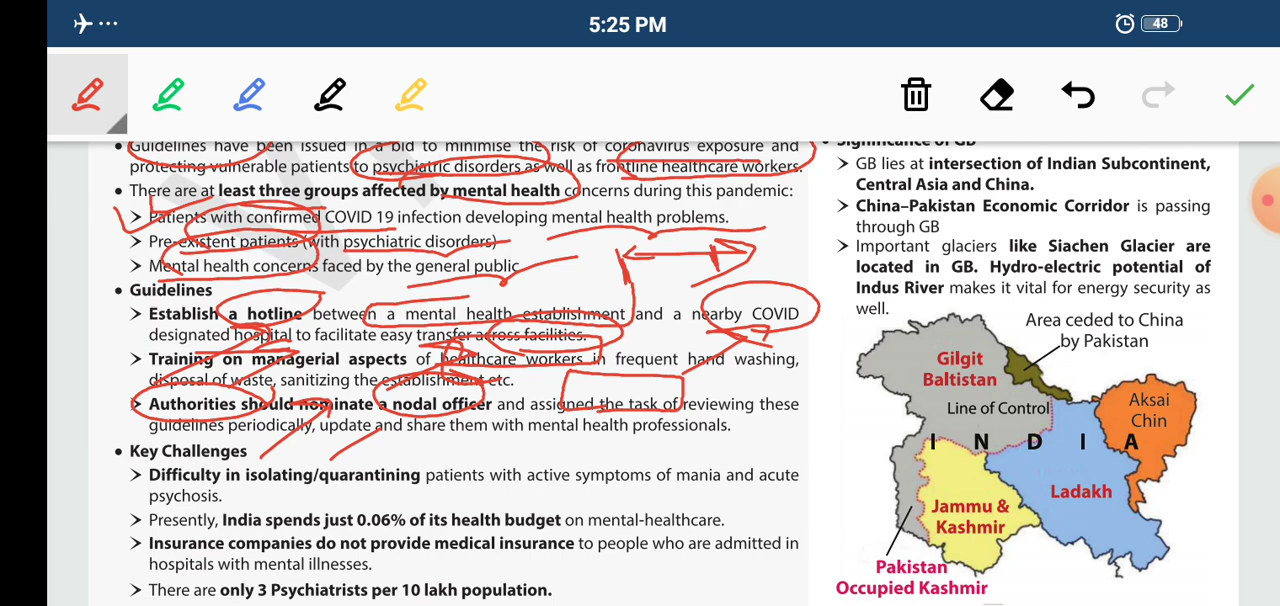 5:25 PM
48
• Guidelines have been issued in a bid to minimise the risk of coronavirus exposure and
protecting vulnerable patients to psychiatric disorders as well as frontline healthcare workers.
• There are at least three groups affected by mental health concerns during this pandemic:
➤ Patients with confirmed COVID 19 infection developing mental health problems.
➤ Pre-existent patients (with psychiatric disorders)
➤ Mental health concerns faced by the general public
• Guidelines
➤ Establish a hotline between a mental health establishment and a nearby COVID
designated hospital to facilitate easy transfer across facilities.
➤ Training on managerial aspects of healthcare workers in frequent hand washing,
disposal of waste, sanitizing the establishment etc.
➤ Authorities should nominate a nodal officer and assigned the task of reviewing these
guidelines periodically, update and share them with mental health professionals.
• Key Challenges
➤ Difficulty in isolating/quarantining patients with active symptoms of mania and acute
psychosis.
➤ Presently, India spends just 0.06% of its health budget on mental-healthcare.
➤ Insurance companies do not provide medical insurance to people who are admitted in
hospitals with mental illnesses.
➤ There are only 3 Psychiatrists per 10 lakh population.
• Significance of GB
➤ GB lies at intersection of Indian Subcontinent,
Central Asia and China.
➤ China–Pakistan Economic Corridor is passing
through GB
➤ Important glaciers like Siachen Glacier are
located in GB. Hydro-electric potential of
Indus River makes it vital for energy security as
well.
Area ceded to China
by Pakistan
Gilgit
Baltistan
Line of Control
Aksai
Chin
I N D I A
Ladakh
Jammu &
Kashmir
Pakistan
Occupied Kashmir